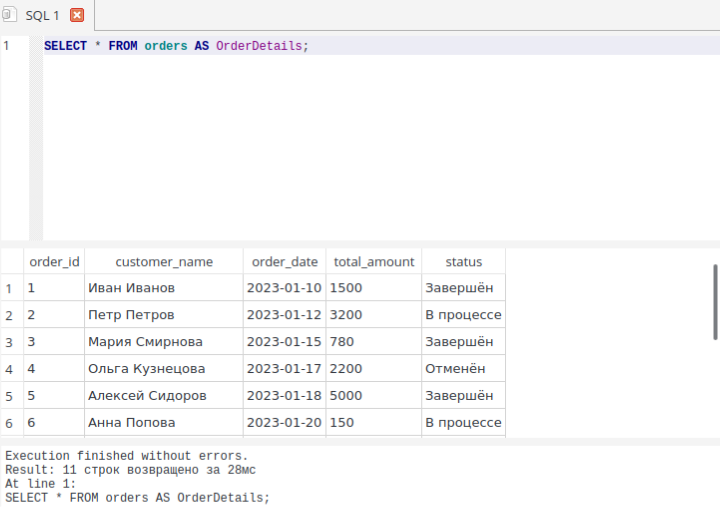 SQL 1
1 SELECT * FROM orders AS OrderDetails;
order_id customer_name order_date total_amount status
1 1 Иван Иванов 2023-01-10 1500 Завершён
2 2 Петр Петров 2023-01-12 3200 В процессе
3 3 Мария Смирнова 2023-01-15 780 Завершён
4 4 Ольга Кузнецова 2023-01-17 2200 Отменён
5 5 Алексей Сидоров 2023-01-18 5000 Завершён
6 6 Анна Попова 2023-01-20 150 В процессе
Execution finished without errors.
Result: 11 строк возвращено за 28мс
At line 1:
SELECT * FROM orders AS OrderDetails;